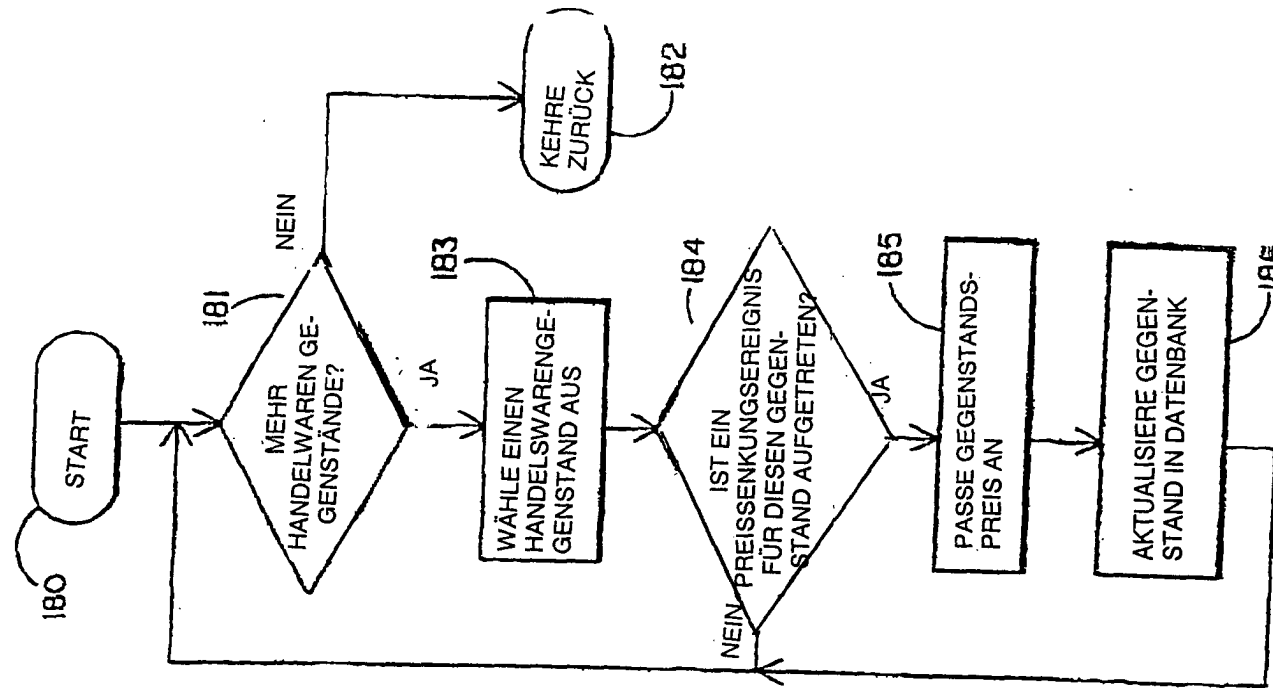 180
START
181
MEHR
HANDELWAREN GE-
GENSTÄNDE?
NEIN
JA
KEHRE
ZURÜCK
182
183
WÄHLE EINEN
HANDELSWARENGE-
GENSTAND AUS
184
IST EIN
PREISSENKUNGSEREIGNIS
FÜR DIESEN GEGEN-
STAND AUFGETRETEN?
NEIN
JA
185
PASSE GEGENSTANDS-
PREIS AN
AKTUALISIERE GEGEN-
STAND IN DATENBANK
186